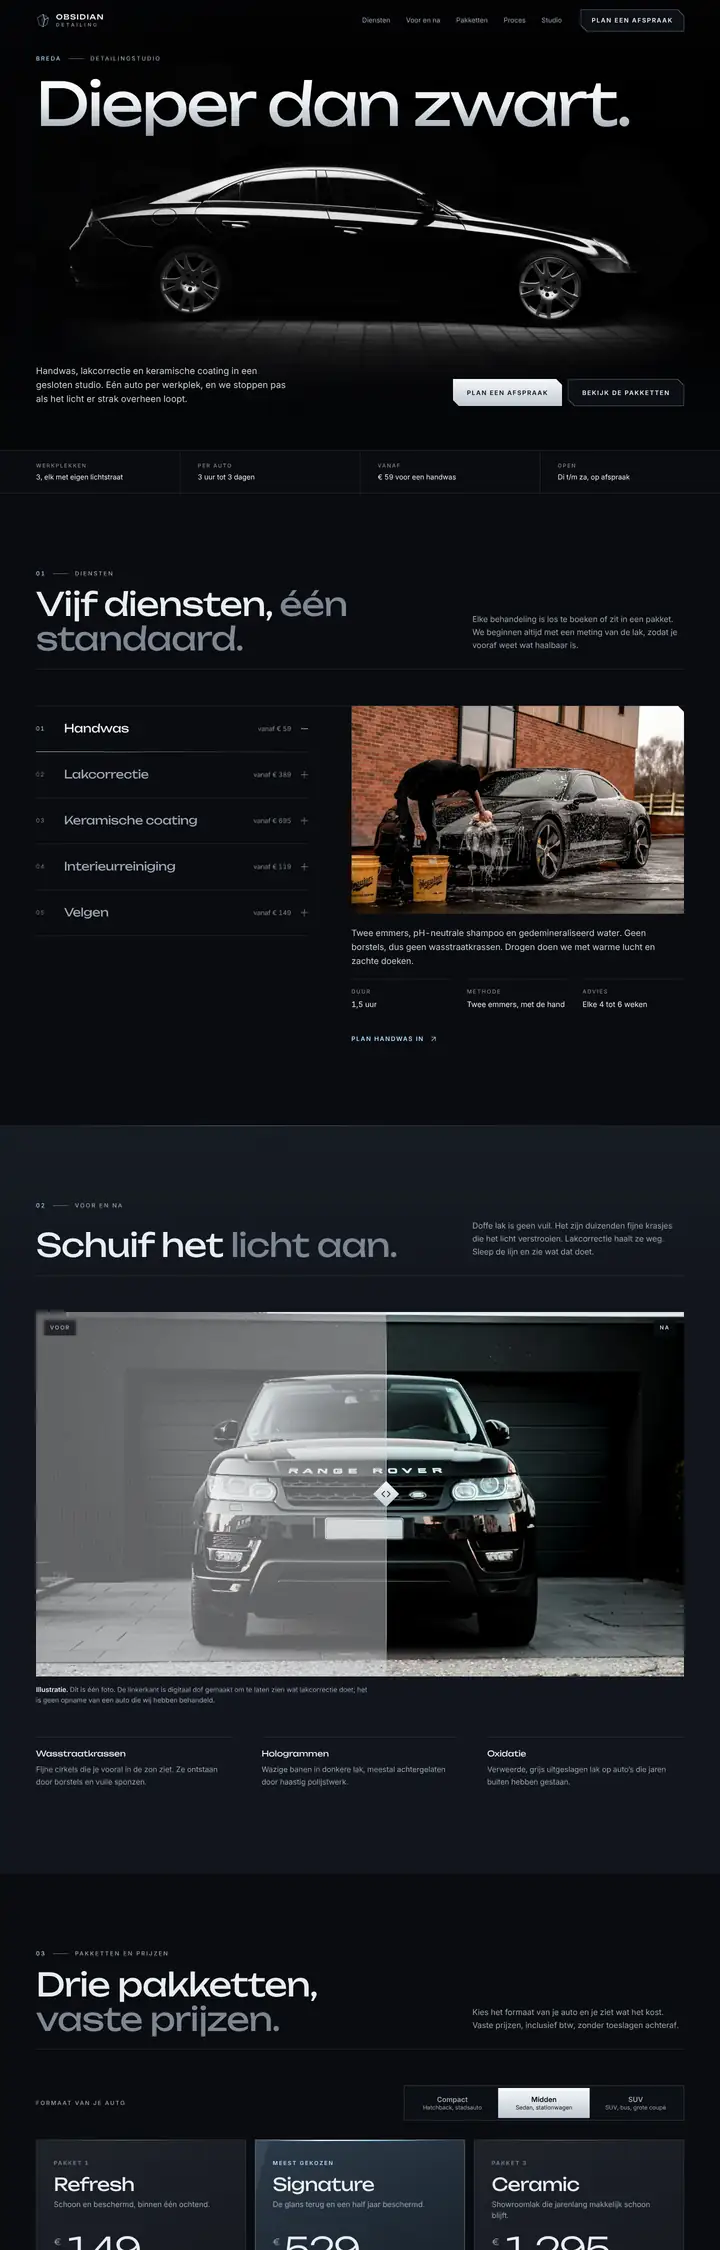 OBSIDIAN
DETAILING
Diensten
Voor en na
Pakketten
Proces
Studio
PLAN EEN AFSPRAAK
BREDA
DETAILINGSTUDIO
Dieper dan zwart.
Handwas, lakcorrectie en keramische coating in een
gesloten studio. Eén auto per werkplek, en we stoppen pas
als het licht er strak overheen loopt.
PLAN EEN AFSPRAAK
BEKIJK DE PAKKETTEN
WERKPLEKKEN
3, elk met eigen lichtstraat
PER AUTO
3 uur tot 3 dagen
VANAF
€ 59 voor een handwas
OPEN
Di t/m za, op afspraak
01
DIENSTEN
Vijf diensten, één
standaard.
Elke behandeling is los te boeken of zit in een pakket.
We beginnen altijd met een meting van de lak, zodat je
vooraf weet wat haalbaar is.
01 Handwas vanaf € 59
02 Lakcorrectie vanaf € 389
03 Keramische coating vanaf € 695
04 Interieurreiniging vanaf € 119
05 Velgen vanaf € 149
Twee emmers, pH-neutrale shampoo en gedemineraliseerd water. Geen
borstels, dus geen wasstraatkrassen. Drogen doen we met warme lucht en
zachte doeken.
DUUR
1,5 uur
METHODE
Twee emmers, met de hand
ADVIES
Elke 4 tot 6 weken
PLAN HANDWAS IN
02
VOOR EN NA
Schuif het licht aan.
Doffe lak is geen vuil. Het zijn duizenden fijne krasjes
die het licht verstrooien. Lakcorrectie haalt ze weg.
Sleep de lijn en zie wat dat doet.
VOOR
NA
RANGE ROVER
Illustratie. Dit is één foto. De linkerkant is digitaal dof gemaakt om te laten zien wat lakcorrectie doet; het
is geen opname van een auto die wij hebben behandeld.
Wasstraatkrassen
Fijne cirkels die je vooral in de zon ziet. Ze ontstaan
door borstels en vuile sponzen.
Hologrammen
Wazige banen in donkere lak, meestal achtergelaten
door haastig polijstwerk.
Oxidatie
Verweerde, grijs uitgeslagen lak op auto's die jaren
buiten hebben gestaan.
03
PAKKETTEN EN PRIJZEN
Drie pakketten,
vaste prijzen.
Kies het formaat van je auto en je ziet wat het kost.
Vaste prijzen, inclusief btw, zonder toeslagen achteraf.
FORMAAT VAN JE AUTO
Compact
Hatchback, stadsauto
Midden
Sedan, stationwagen
SUV
SUV, bus, grote coupé
PAKKET 1
Refresh
Schoon en beschermd, binnen één ochtend.
€ 149
MEEST GEKOZEN
Signature
De glans terug en een half jaar beschermd.
€ 529
PAKKET 3
Ceramic
Showroomlak die jarenlang makkelijk schoon
blijft.
€ 1.295